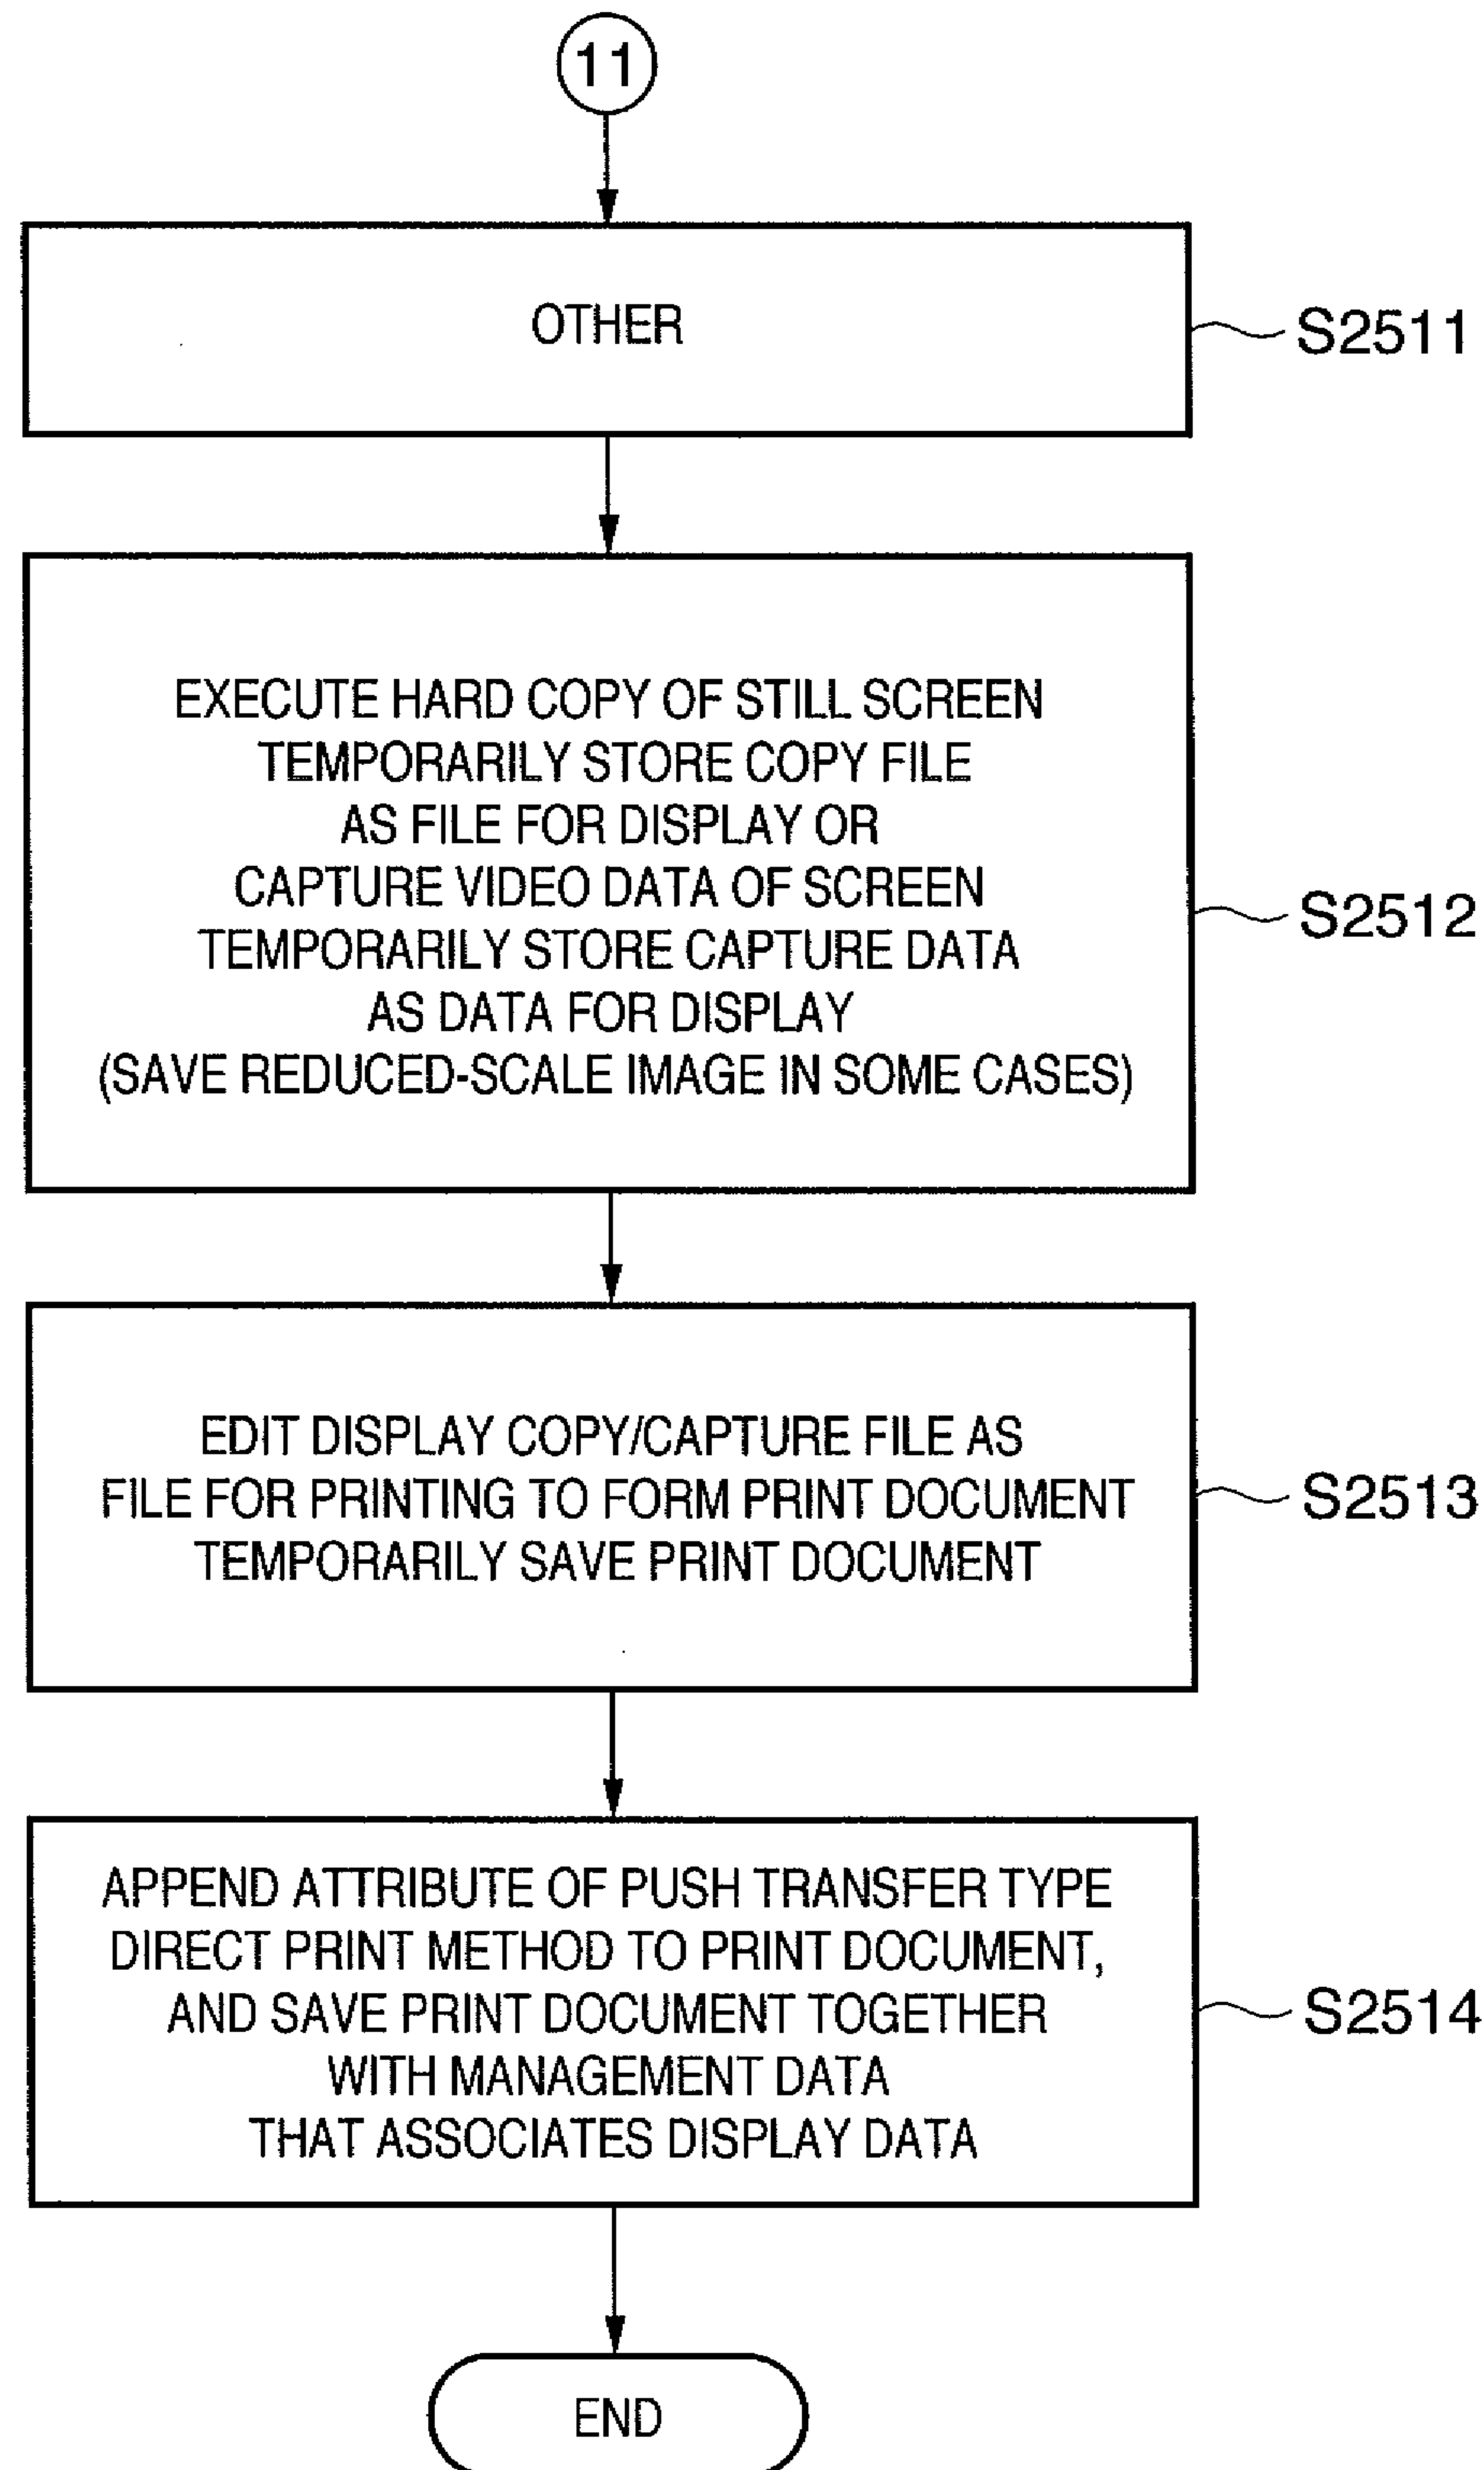 11
OTHER
S2511
EXECUTE HARD COPY OF STILL SCREEN
TEMPORARILY STORE COPY FILE
AS FILE FOR DISPLAY OR
CAPTURE VIDEO DATA OF SCREEN
TEMPORARILY STORE CAPTURE DATA
AS DATA FOR DISPLAY
(SAVE REDUCED-SCALE IMAGE IN SOME CASES)
S2512
EDIT DISPLAY COPY/CAPTURE FILE AS
FILE FOR PRINTING TO FORM PRINT DOCUMENT
TEMPORARILY SAVE PRINT DOCUMENT
S2513
APPEND ATTRIBUTE OF PUSH TRANSFER TYPE
DIRECT PRINT METHOD TO PRINT DOCUMENT,
AND SAVE PRINT DOCUMENT TOGETHER
WITH MANAGEMENT DATA
THAT ASSOCIATES DISPLAY DATA
S2514
END